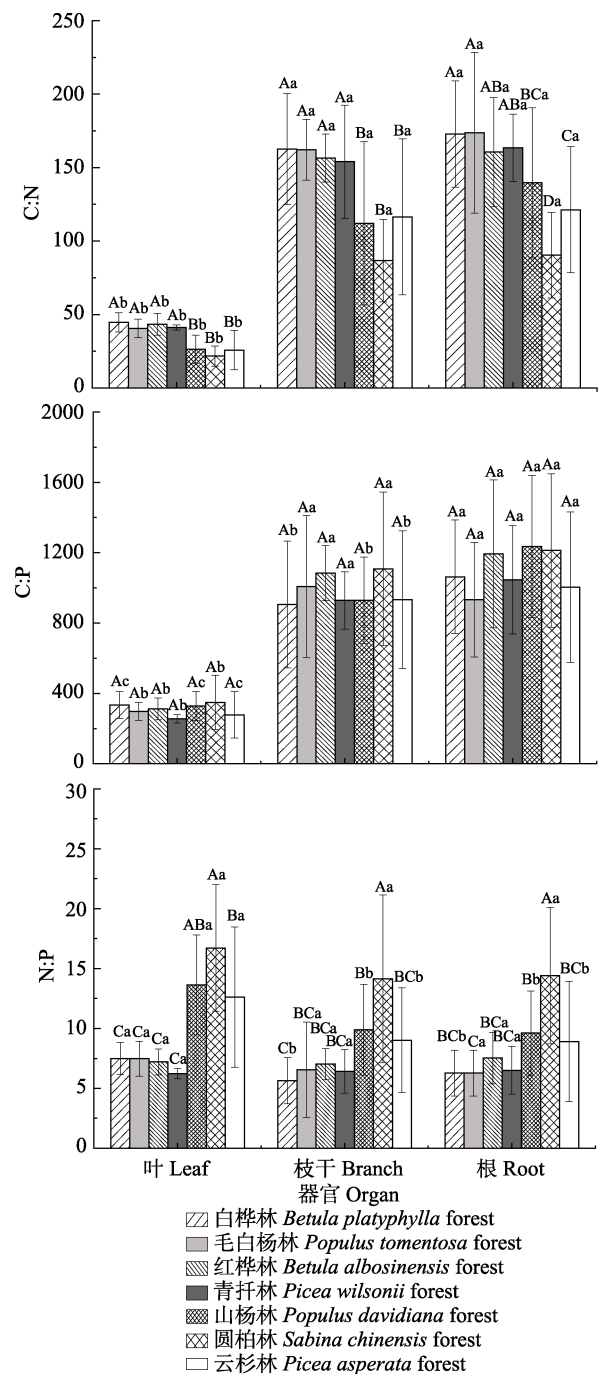 250
200
150
100
50
0
C:N
Ab Ab Ab Ab Bb Bb Bb
Aa Aa Aa Aa Ba Ba Ba
Aa Aa ABa ABa BCa Da Ca
2000
1600
1200
800
400
0
C:P
Ac Ab Ab Ab Ac Ab Ac
Ab Aa Aa Aa Ab Aa Ab
Aa Aa Aa Aa Aa Aa Aa
30
25
20
15
10
5
0
N:P
Ca Ca Ca Ca ABa Aa Ba
Cb BCa BCa BCa Bb Aa BCb
BCb Ca BCa BCa Bb Aa BCb
叶 Leaf 枝干 Branch 根 Root
器官 Organ
白桦林 Betula platyphylla forest
毛白杨林 Populus tomentosa forest
红桦林 Betula albosinensis forest
青扦林 Picea wilsonii forest
山杨林 Populus davidiana forest
圆柏林 Sabina chinensis forest
云杉林 Picea asperata forest